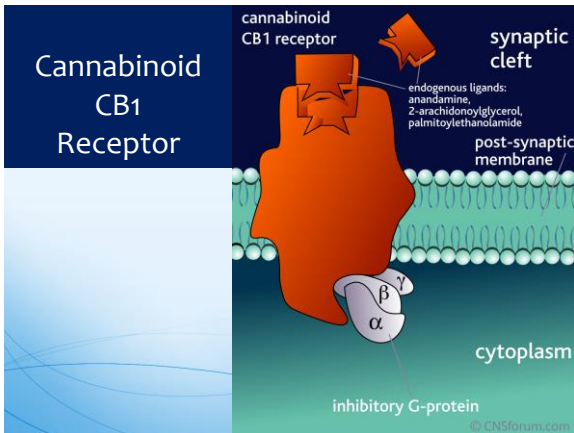 Cannabinoid
CB1
Receptor
cannabinoid
CB1 receptor
synaptic
cleft
endogenous ligands:
anandamine,
2-arachidonoylglycerol,
palmitoylethanolamide
post-synaptic
membrane
γ
β
α
cytoplasm
inhibitory G-protein
© CNSforum.com